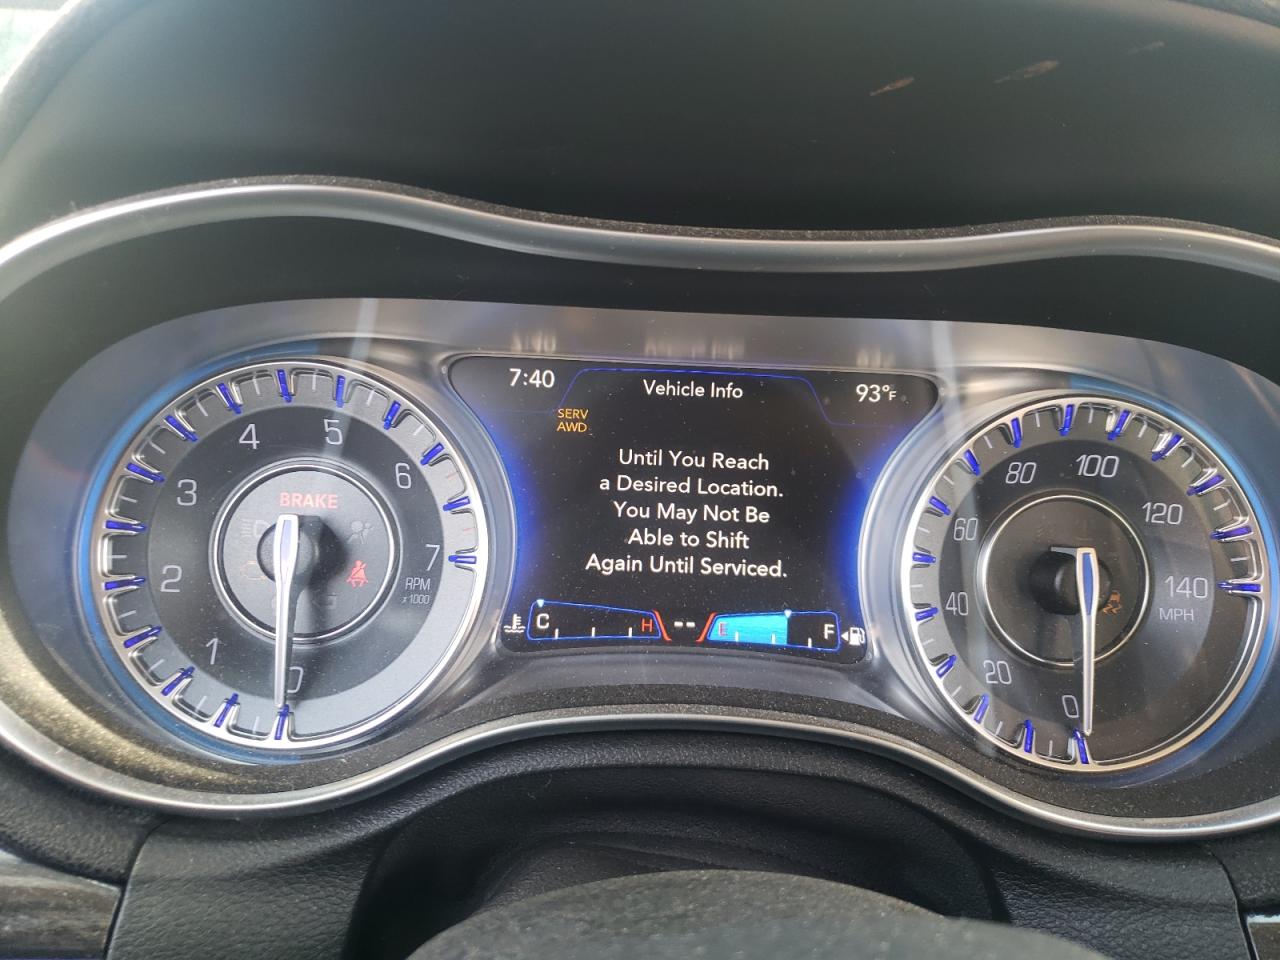 7:40
Vehicle Info
93°F
SERV
AWD
Until You Reach
a Desired Location.
You May Not Be
Able to Shift
Again Until Serviced.
C
H
--
E
F
BRAKE
0
1
2
3
4
5
6
7
RPM
x1000
0
20
40
60
80
100
120
140
MPH